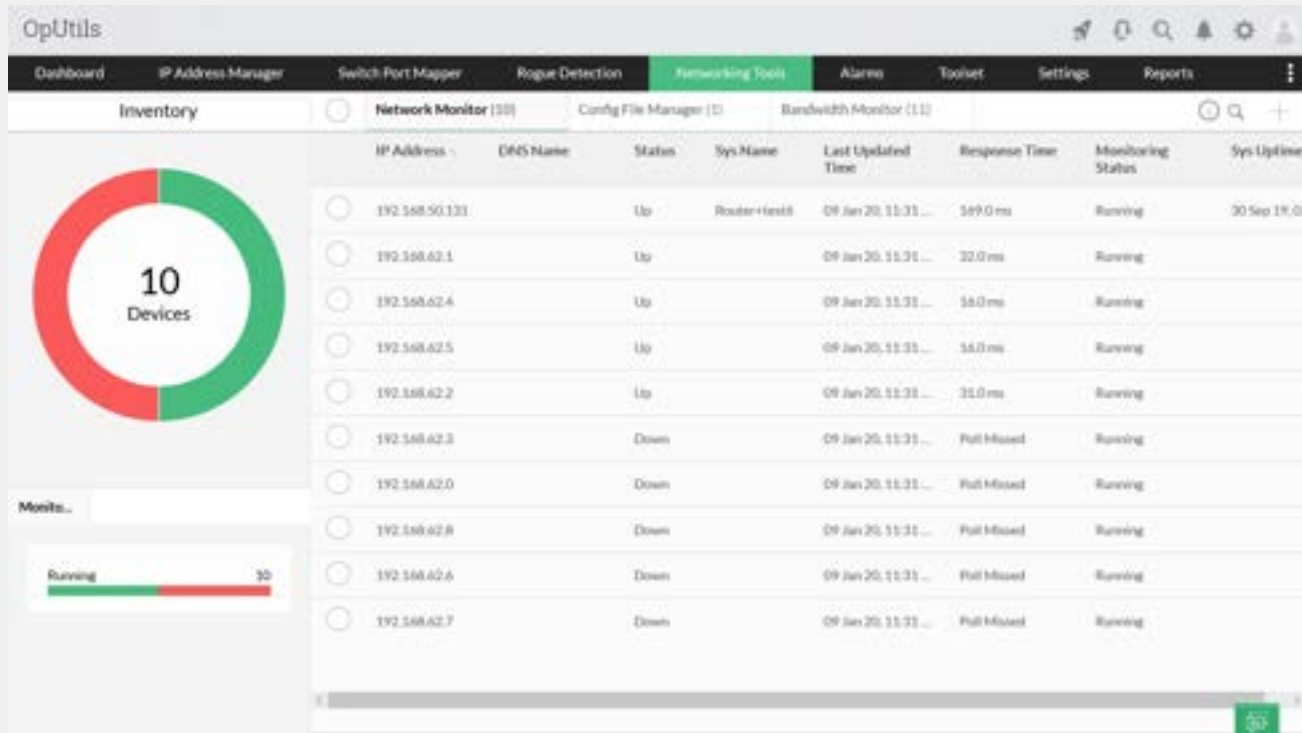 OpUtils
Dashboard IP Address Manager Switch Port Mapper Rogue Detection Networking Tools Alarms Toolset Settings Reports
Inventory Network Monitor (10) Config File Manager (1) Bandwidth Monitor (11)
IP Address DNS Name Status Sys Name Last Updated Time Response Time Monitoring Status Sys Uptime
192.168.50.131 Up 09 Jan 20, 11:31 ... 169.0 ms Running 30 Sep 19, 0
192.168.62.1 Up 09 Jan 20, 11:31 ... 32.0 ms Running
192.168.62.4 Up 09 Jan 20, 11:31 ... 16.0 ms Running
192.168.62.5 Up 09 Jan 20, 11:31 ... 16.0 ms Running
192.168.62.2 Up 09 Jan 20, 11:31 ... 31.0 ms Running
192.168.62.3 Down 09 Jan 20, 11:31 ... Poll Missed Running
192.168.62.0 Down 09 Jan 20, 11:31 ... Poll Missed Running
192.168.62.8 Down 09 Jan 20, 11:31 ... Poll Missed Running
192.168.62.6 Down 09 Jan 20, 11:31 ... Poll Missed Running
192.168.62.7 Down 09 Jan 20, 11:31 ... Poll Missed Running
10
Devices
Monito...
Running 10